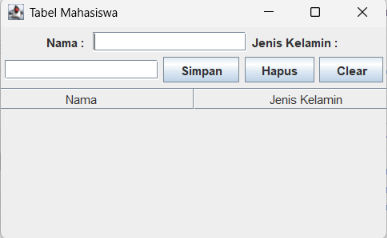 Tabel Mahasiswa
Nama : Jenis Kelamin :
Simpan Hapus Clear
Nama Jenis Kelamin